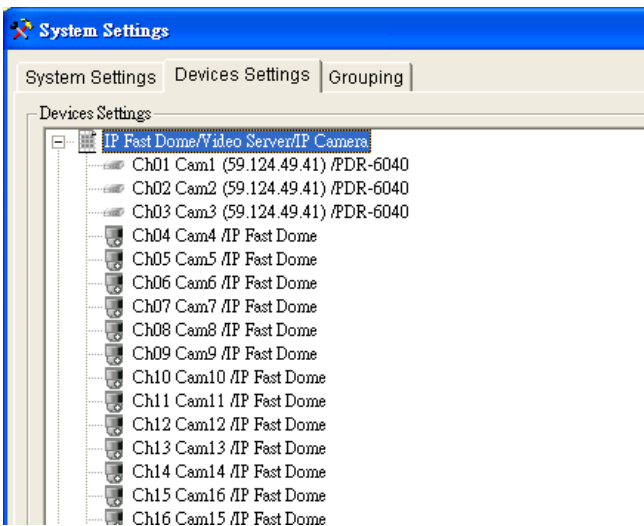 System Settings
System Settings Devices Settings Grouping
Devices Settings
IP Fast Dome/Video Server/IP Camera
Ch01 Cam1 (59.124.49.41) /PDR-6040
Ch02 Cam2 (59.124.49.41) /PDR-6040
Ch03 Cam3 (59.124.49.41) /PDR-6040
Ch04 Cam4 /IP Fast Dome
Ch05 Cam5 /IP Fast Dome
Ch06 Cam6 /IP Fast Dome
Ch07 Cam7 /IP Fast Dome
Ch08 Cam8 /IP Fast Dome
Ch09 Cam9 /IP Fast Dome
Ch10 Cam10 /IP Fast Dome
Ch11 Cam11 /IP Fast Dome
Ch12 Cam12 /IP Fast Dome
Ch13 Cam13 /IP Fast Dome
Ch14 Cam14 /IP Fast Dome
Ch15 Cam16 /IP Fast Dome
Ch16 Cam15 /IP Fast Dome